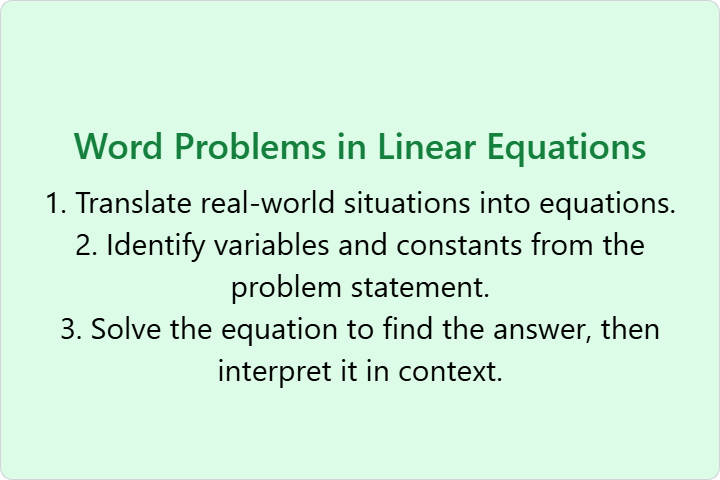 Word Problems in Linear Equations
1. Translate real-world situations into equations.
2. Identify variables and constants from the
problem statement.
3. Solve the equation to find the answer, then
interpret it in context.